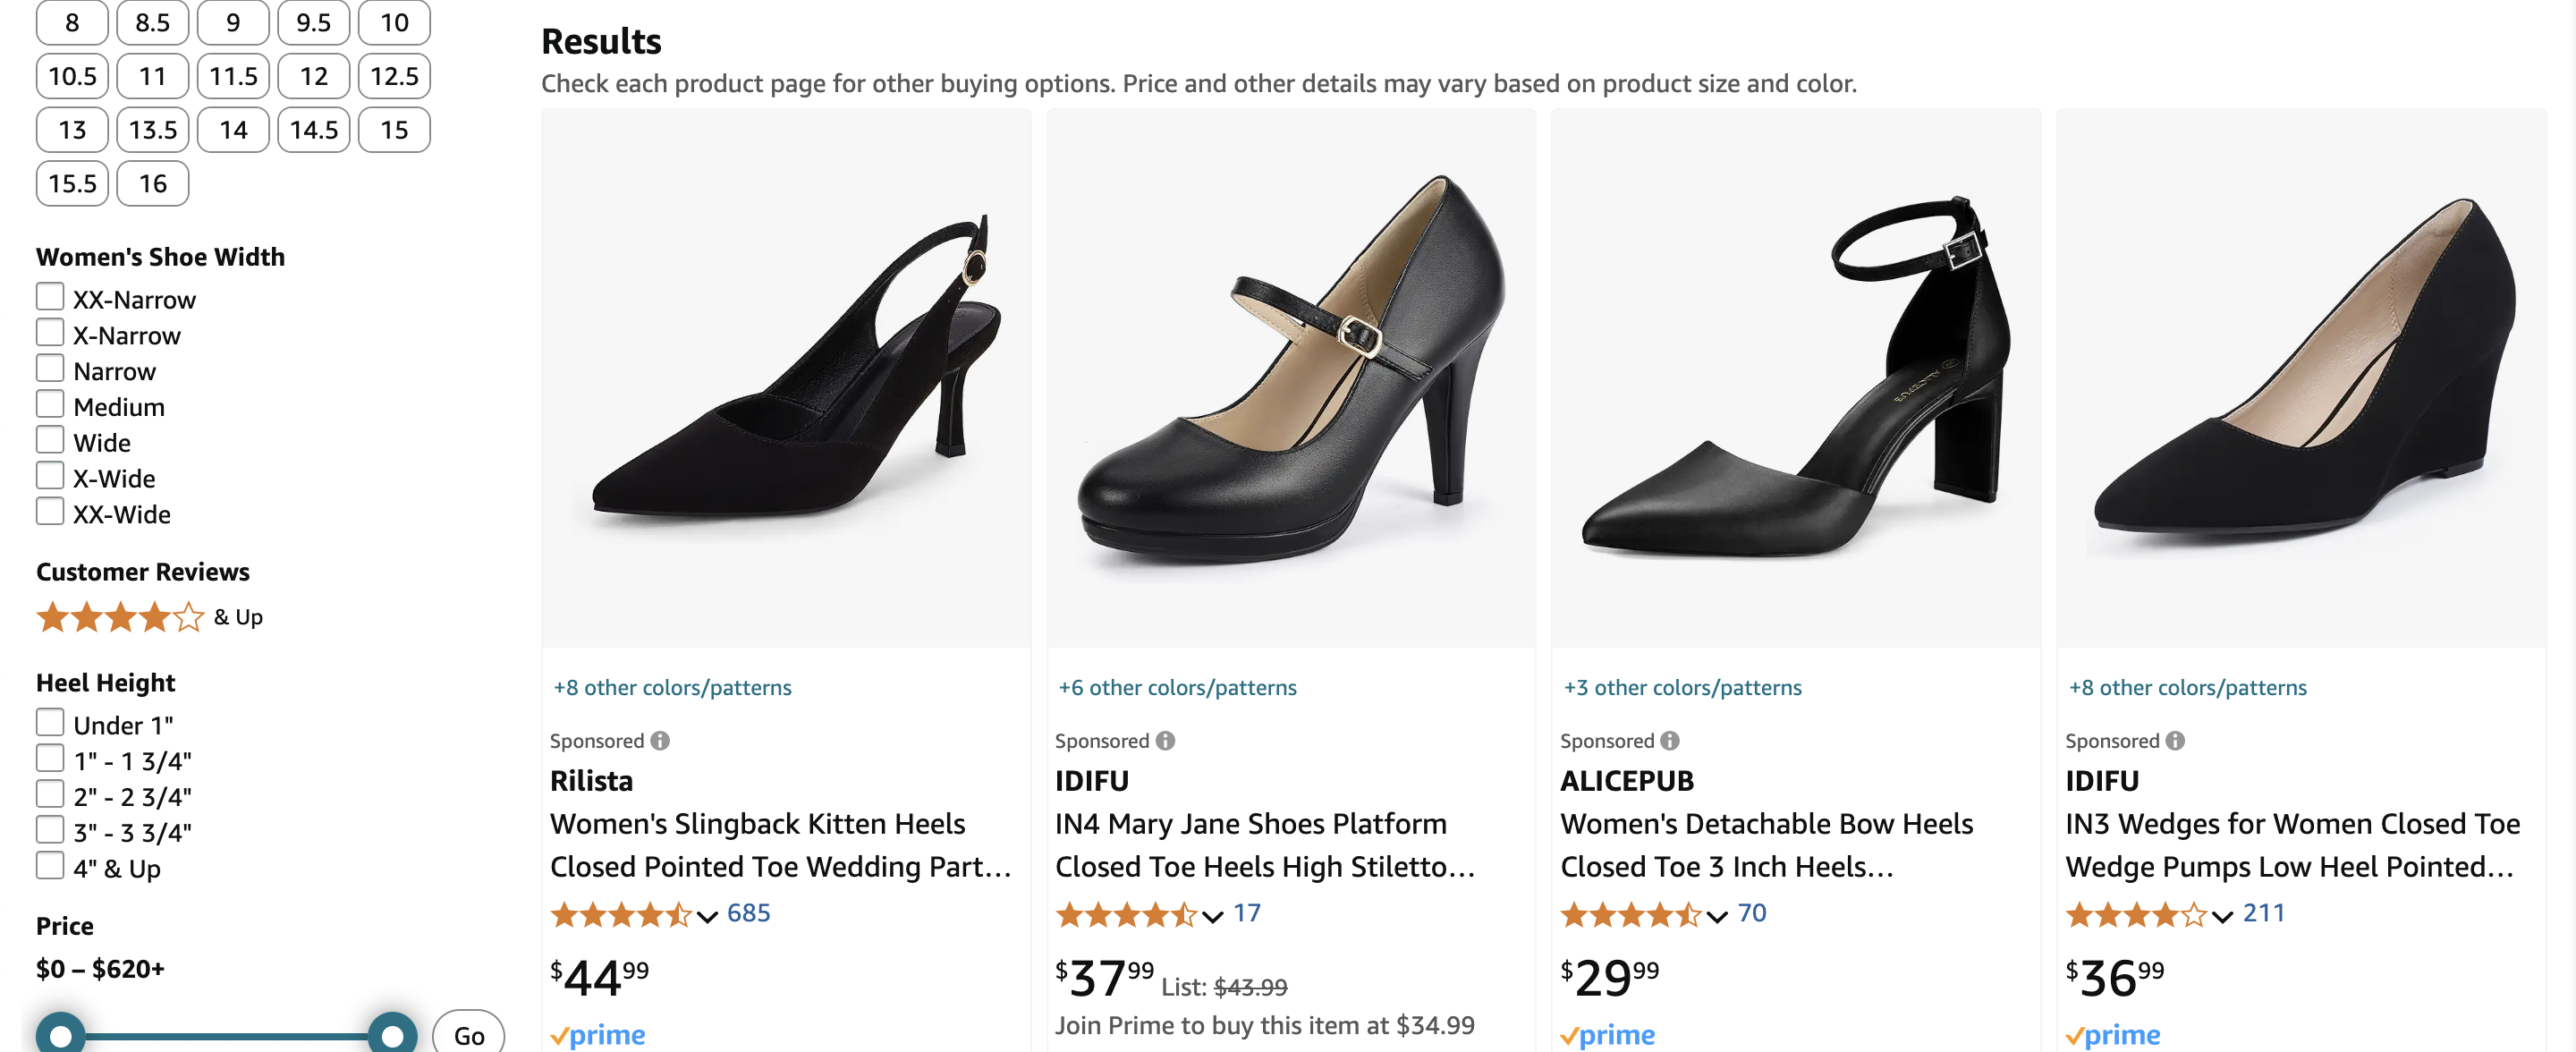 8 8.5 9 9.5 10
10.5 11 11.5 12 12.5
13 13.5 14 14.5 15
15.5 16
Women's Shoe Width
XX-Narrow
X-Narrow
Narrow
Medium
Wide
X-Wide
XX-Wide
Customer Reviews
& Up
Heel Height
Under 1"
1" - 1 3/4"
2" - 2 3/4"
3" - 3 3/4"
4" & Up
Price
$0 – $620+
Go
Results
Check each product page for other buying options. Price and other details may vary based on product size and color.
+8 other colors/patterns
Sponsored
Rilista
Women's Slingback Kitten Heels
Closed Pointed Toe Wedding Part...
685
$44.99
prime
+6 other colors/patterns
Sponsored
IDIFU
IN4 Mary Jane Shoes Platform
Closed Toe Heels High Stiletto...
17
$37.99 List: $43.99
Join Prime to buy this item at $34.99
ALICEPUB
+3 other colors/patterns
Sponsored
ALICEPUB
Women's Detachable Bow Heels
Closed Toe 3 Inch Heels...
70
$29.99
prime
+8 other colors/patterns
Sponsored
IDIFU
IN3 Wedges for Women Closed Toe
Wedge Pumps Low Heel Pointed...
211
$36.99
prime